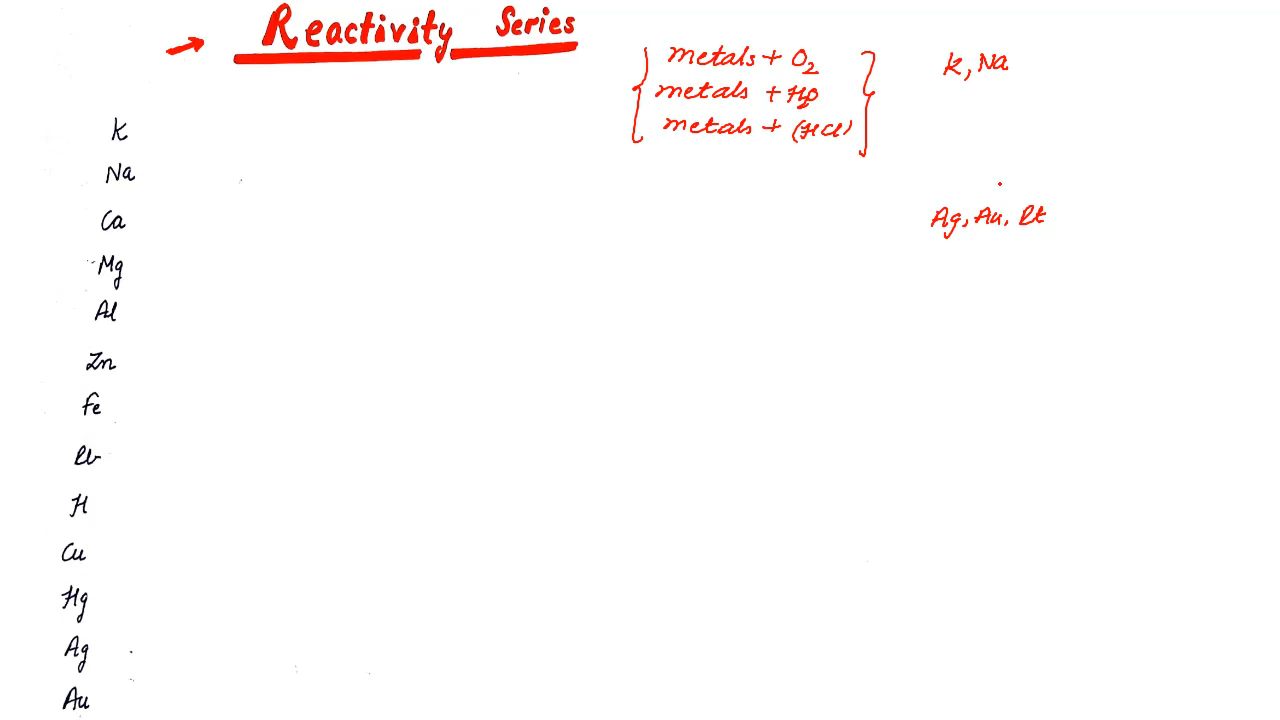 → Reactivity Series
metals + O₂
metals + H₂O
metals + (HCl)
K, Na
Ag, Au, Pt
K
Na
Ca
Mg
Al
Zn
Fe
Pb
H
Cu
Hg
Ag
Au